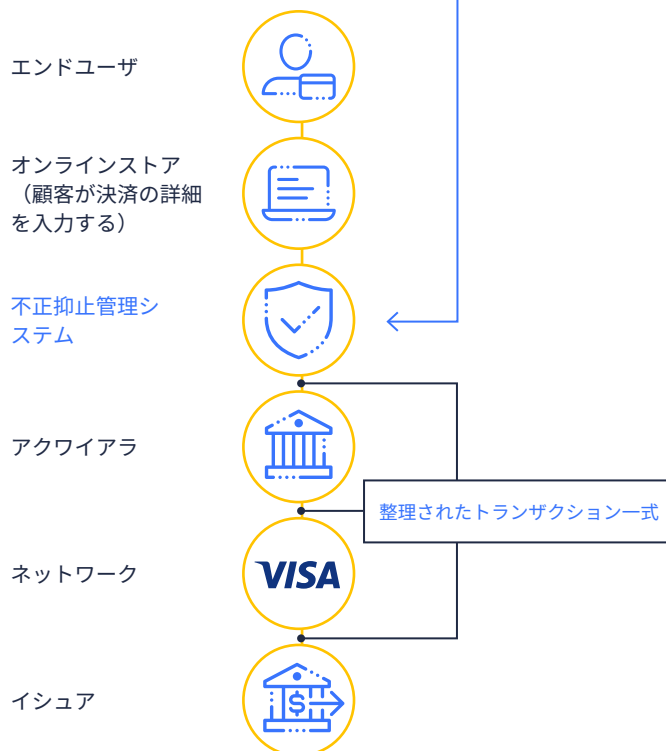 エンドユーザ
オンラインストア
（顧客が決済の詳細
を入力する）
不正抑止管理シ
ステム
アクワイアラ
整理されたトランザクション一式
ネットワーク
VISA
イシュア
$